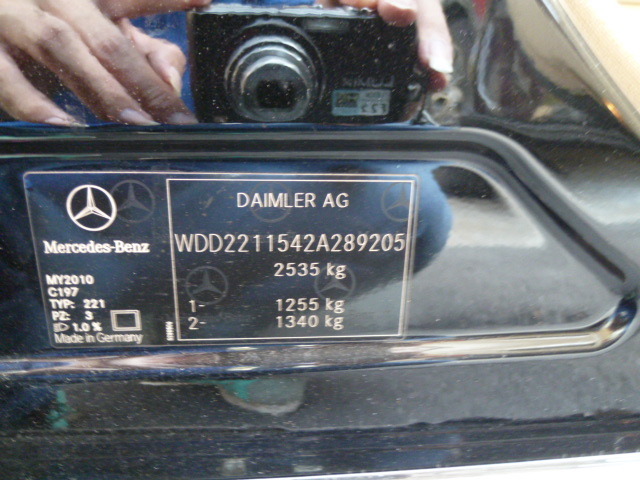 LUMIX
Mercedes-Benz
MY2010
C197
TYP: 221
PZ: 3
1.0 %
Made in Germany
DAIMLER AG
WDD2211542A289205
2535 kg
1- 1255 kg
2- 1340 kg